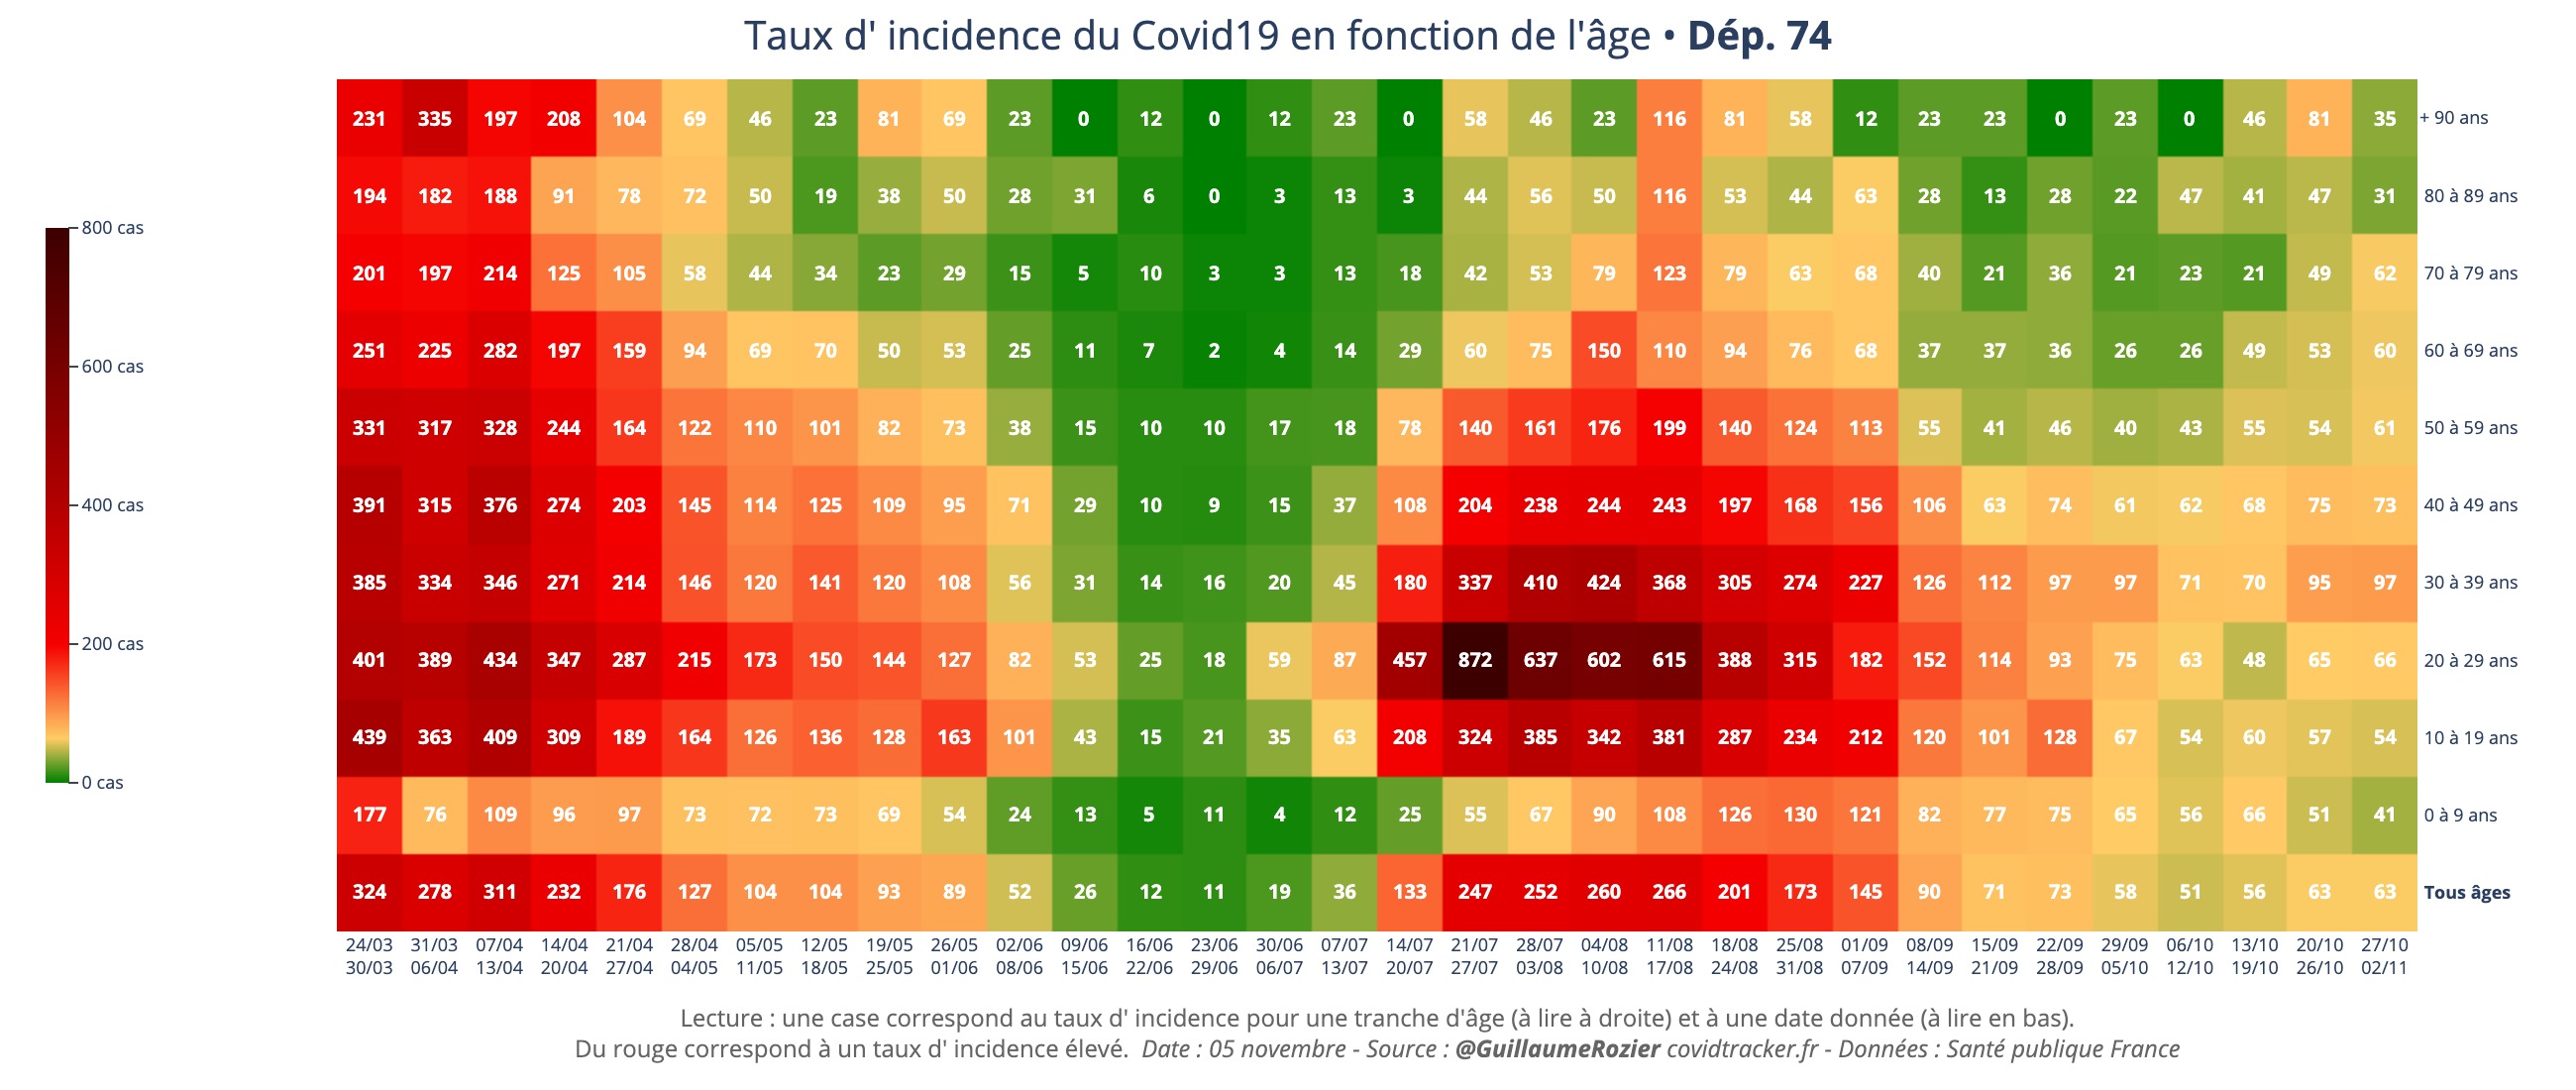 Taux d' incidence du Covid19 en fonction de l'âge • Dép. 74
800 cas
600 cas
400 cas
200 cas
0 cas
231 335 197 208 104 69 46 23 81 69 23 0 12 0 12 23 0 58 46 23 116 81 58 12 23 23 0 23 0 46 81 35 + 90 ans
194 182 188 91 78 72 50 19 38 50 28 31 6 0 3 13 3 44 56 50 116 53 44 63 28 13 28 22 47 41 47 31 80 à 89 ans
201 197 214 125 105 58 44 34 23 29 15 5 10 3 3 13 18 42 53 79 123 79 63 68 40 21 36 21 23 21 49 62 70 à 79 ans
251 225 282 197 159 94 69 70 50 53 25 11 7 2 4 14 29 60 75 150 110 94 76 68 37 37 36 26 26 49 53 60 60 à 69 ans
331 317 328 244 164 122 110 101 82 73 38 15 10 10 17 18 78 140 161 176 199 140 124 113 55 41 46 40 43 55 54 61 50 à 59 ans
391 315 376 274 203 145 114 125 109 95 71 29 10 9 15 37 108 204 238 244 243 197 168 156 106 63 74 61 62 68 75 73 40 à 49 ans
385 334 346 271 214 146 120 141 120 108 56 31 14 16 20 45 180 337 410 424 368 305 274 227 126 112 97 97 71 70 95 97 30 à 39 ans
401 389 434 347 287 215 173 150 144 127 82 53 25 18 59 87 457 872 637 602 615 388 315 182 152 114 93 75 63 48 65 66 20 à 29 ans
439 363 409 309 189 164 126 136 128 163 101 43 15 21 35 63 208 324 385 342 381 287 234 212 120 101 128 67 54 60 57 54 10 à 19 ans
177 76 109 96 97 73 72 73 69 54 24 13 5 11 4 12 25 55 67 90 108 126 130 121 82 77 75 65 56 66 51 41 0 à 9 ans
324 278 311 232 176 127 104 104 93 89 52 26 12 11 19 36 133 247 252 260 266 201 173 145 90 71 73 58 51 56 63 63 Tous âges
24/03 31/03 07/04 14/04 21/04 28/04 05/05 12/05 19/05 26/05 02/06 09/06 16/06 23/06 30/06 07/07 14/07 21/07 28/07 04/08 11/08 18/08 25/08 01/09 08/09 15/09 22/09 29/09 06/10 13/10 20/10 27/10
30/03 06/04 13/04 20/04 27/04 04/05 11/05 18/05 25/05 01/06 08/06 15/06 22/06 29/06 06/07 13/07 20/07 27/07 03/08 10/08 17/08 24/08 31/08 07/09 14/09 21/09 28/09 05/10 12/10 19/10 26/10 02/11
Lecture : une case correspond au taux d' incidence pour une tranche d'âge (à lire à droite) et à une date donnée (à lire en bas).
Du rouge correspond à un taux d' incidence élevé. Date : 05 novembre - Source : @GuillaumeRozier covidtracker.fr - Données : Santé publique France